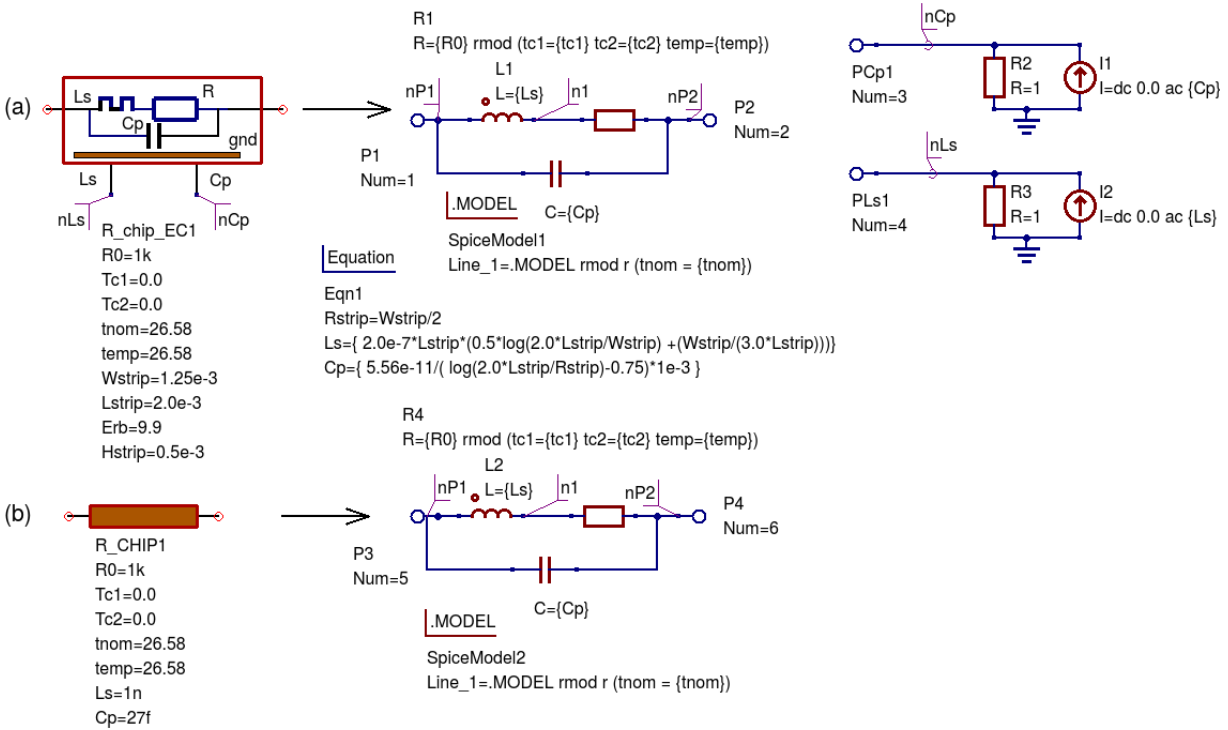 (a)
Ls
R
Cp
gnd
Ls
Cp
nLs
nCp
R_chip_EC1
R0=1k
Tc1=0.0
Tc2=0.0
tnom=26.58
temp=26.58
Wstrip=1.25e-3
Lstrip=2.0e-3
Erb=9.9
Hstrip=0.5e-3
R1
R={R0} rmod (tc1={tc1} tc2={tc2} temp={temp})
L1
L={Ls}
nP1
n1
nP2
P2
Num=2
P1
Num=1
C={Cp}
.MODEL
SpiceModel1
Line_1=.MODEL rmod r (tnom = {tnom})
Equation
Eqn1
Rstrip=Wstrip/2
Ls={ 2.0e-7*Lstrip*(0.5*log(2.0*Lstrip/Wstrip) +(Wstrip/(3.0*Lstrip)))}
Cp={ 5.56e-11/( log(2.0*Lstrip/Rstrip)-0.75)*1e-3 }
nCp
PCp1
Num=3
R2
R=1
I1
I=dc 0.0 ac {Cp}
nLs
PLs1
Num=4
R3
R=1
I2
I=dc 0.0 ac {Ls}
(b)
R_CHIP1
R0=1k
Tc1=0.0
Tc2=0.0
tnom=26.58
temp=26.58
Ls=1n
Cp=27f
R4
R={R0} rmod (tc1={tc1} tc2={tc2} temp={temp})
L2
L={Ls}
nP1
n1
nP2
P4
Num=6
P3
Num=5
C={Cp}
.MODEL
SpiceModel2
Line_1=.MODEL rmod r (tnom = {tnom})